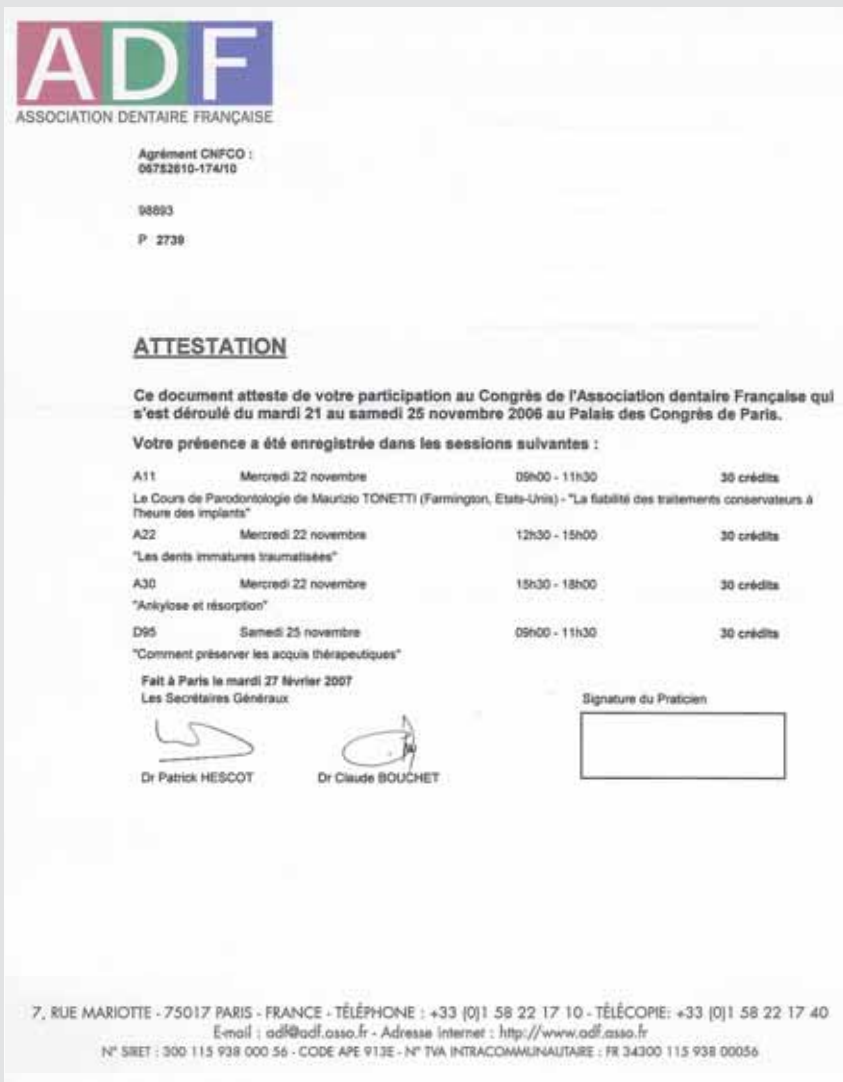 ADF
ASSOCIATION DENTAIRE FRANÇAISE
Agrément CNFCO :
06752610-174/10
98893
P 2739
ATTESTATION
Ce document atteste de votre participation au Congrès de l'Association dentaire Française qui
s'est déroulé du mardi 21 au samedi 25 novembre 2006 au Palais des Congrès de Paris.
Votre présence a été enregistrée dans les sessions suivantes :
A11 Mercredi 22 novembre 09h00 - 11h30 30 crédits
Le Cours de Parodontologie de Maurizio TONETTI (Farmington, Etats-Unis) - "La fiabilité des traitements conservateurs à
l'heure des implants"
A22 Mercredi 22 novembre 12h30 - 15h00 30 crédits
"Les dents immatures traumatisées"
A30 Mercredi 22 novembre 15h30 - 18h00 30 crédits
"Ankylose et résorption"
D95 Samedi 25 novembre 09h00 - 11h30 30 crédits
"Comment préserver les acquis thérapeutiques"
Fait à Paris le mardi 27 février 2007
Les Secrétaires Généraux Signature du Praticien
Dr Patrick HESCOT Dr Claude BOUCHET
7, RUE MARIOTTE - 75017 PARIS - FRANCE - TÉLÉPHONE : +33 (0)1 58 22 17 10 - TÉLÉCOPIE: +33 (0)1 58 22 17 40
E-mail : adf@adf.asso.fr - Adresse internet : http://www.adf.asso.fr
N° SIRET : 300 115 938 000 56 - CODE APE 913E - N° TVA INTRACOMMUNAUTAIRE : FR 34300 115 938 00056